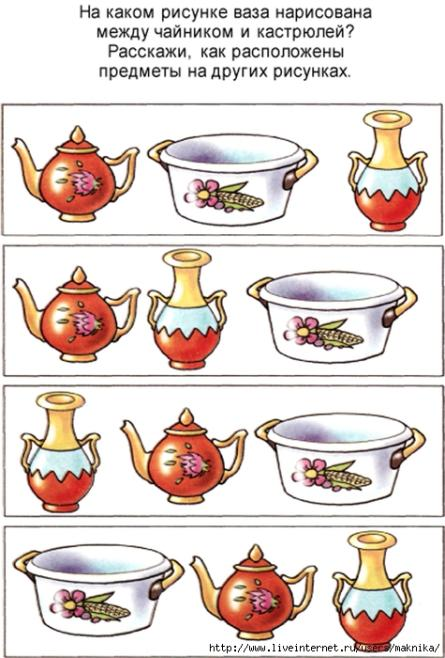 На каком рисунке ваза нарисована
между чайником и кастрюлей?
Расскажи, как расположены
предметы на других рисунках.
http://www.liveinternet.ru/users/maknika/